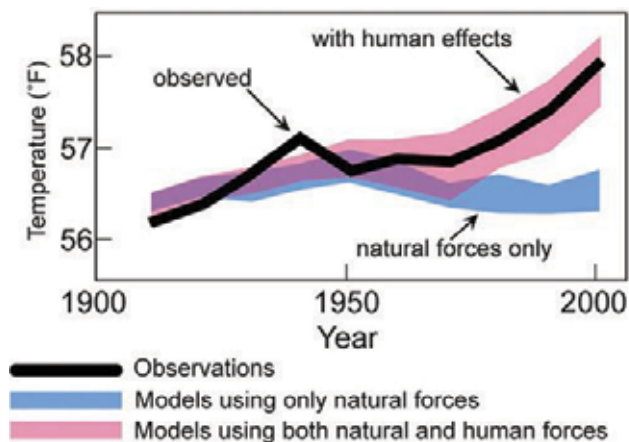 58
57
56
Temperature (°F)
with human effects
observed
natural forces only
1900
1950
2000
Year
Observations
Models using only natural forces
Models using both natural and human forces